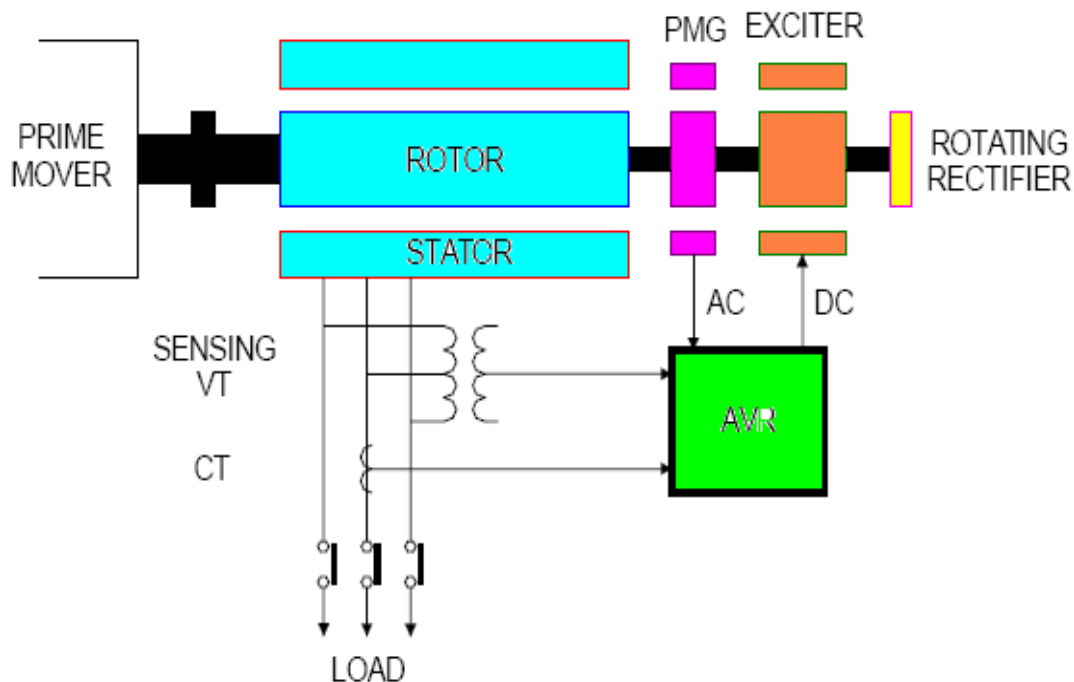 PMG EXCITER
PRIME
MOVER
ROTOR
ROTATING
RECTIFIER
STATOR
AC DC
SENSING
VT
AVR
CT
LOAD